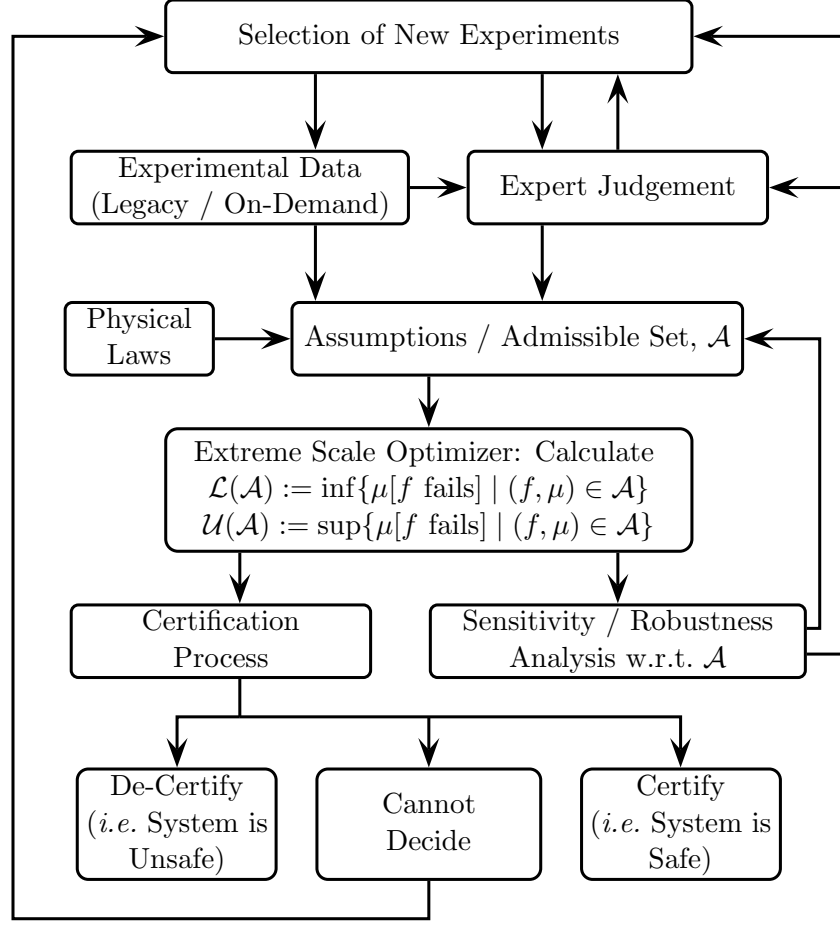 Selection of New Experiments
Experimental Data
(Legacy / On-Demand)
Expert Judgement
Physical
Laws
Assumptions / Admissible Set, 𝒜
Extreme Scale Optimizer: Calculate
ℒ(𝒜) := inf{μ[f fails] | (f, μ) ∈ 𝒜}
𝒰(𝒜) := sup{μ[f fails] | (f, μ) ∈ 𝒜}
Certification
Process
Sensitivity / Robustness
Analysis w.r.t. 𝒜
De-Certify
(i.e. System is
Unsafe)
Cannot
Decide
Certify
(i.e. System is
Safe)